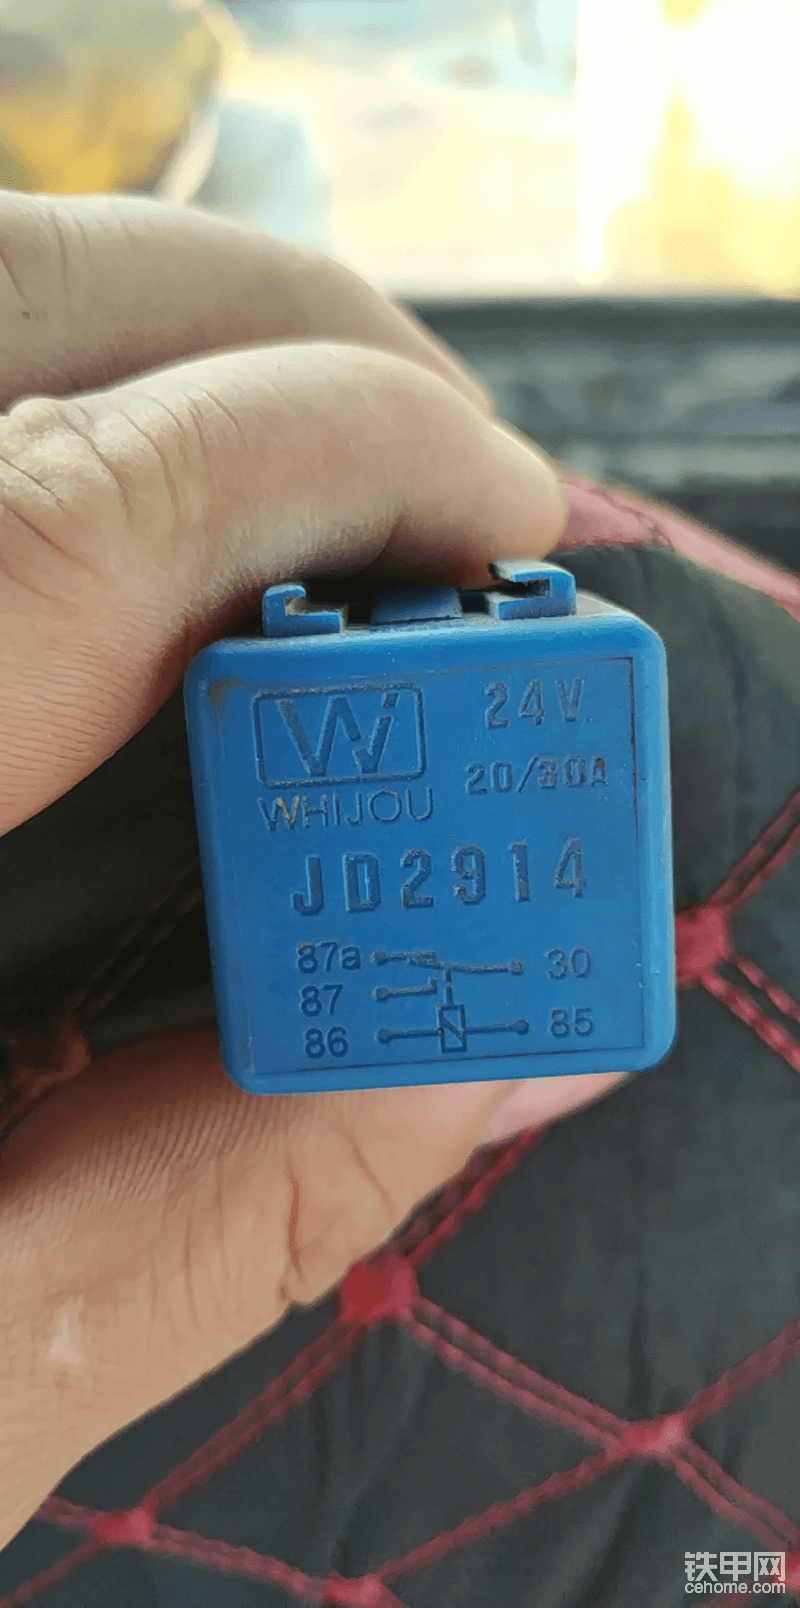 W
24V
20/30A
WHIJOU
JD2914
87a
30
87
86
85
铁甲网
cehome.com